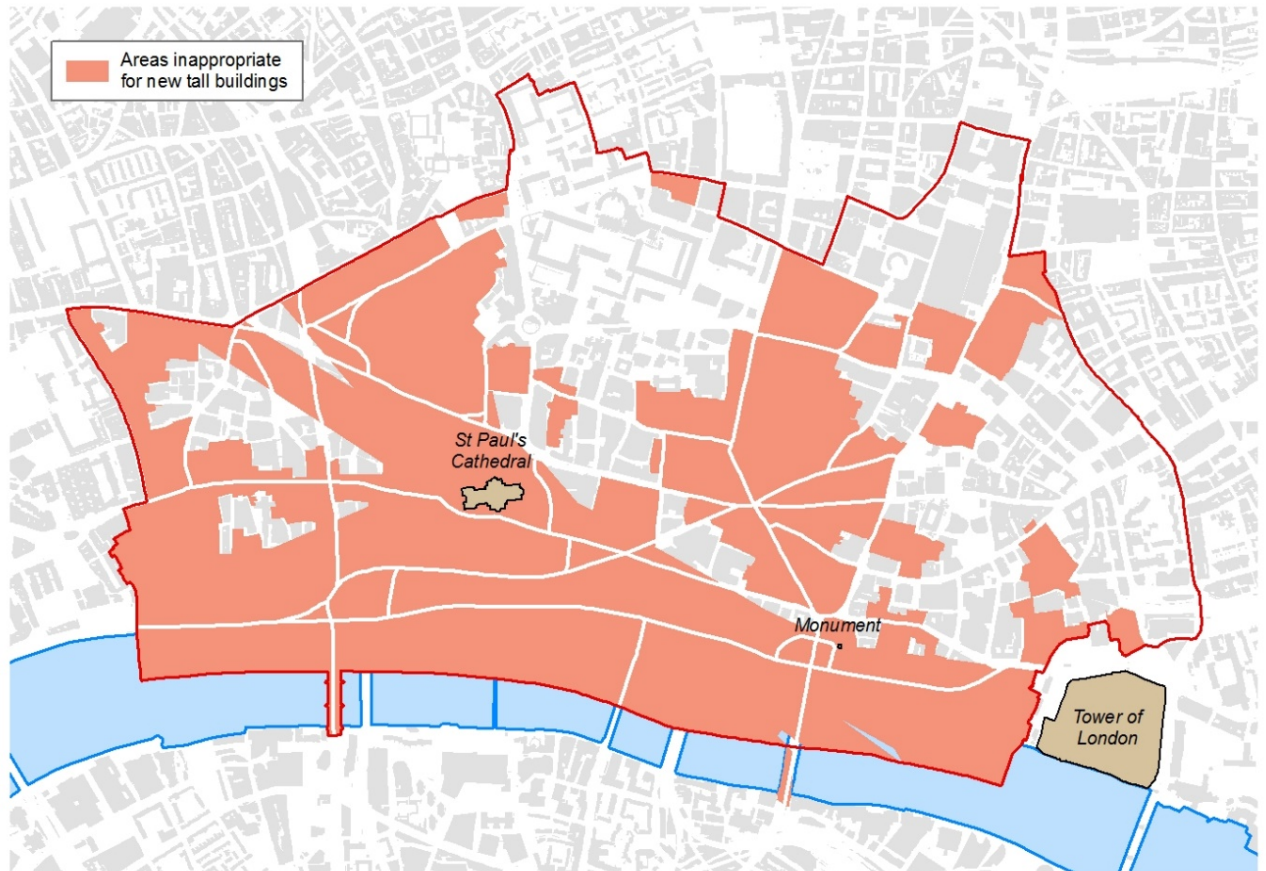 Areas inappropriate
for new tall buildings
St Paul's
Cathedral
Monument
Tower of
London